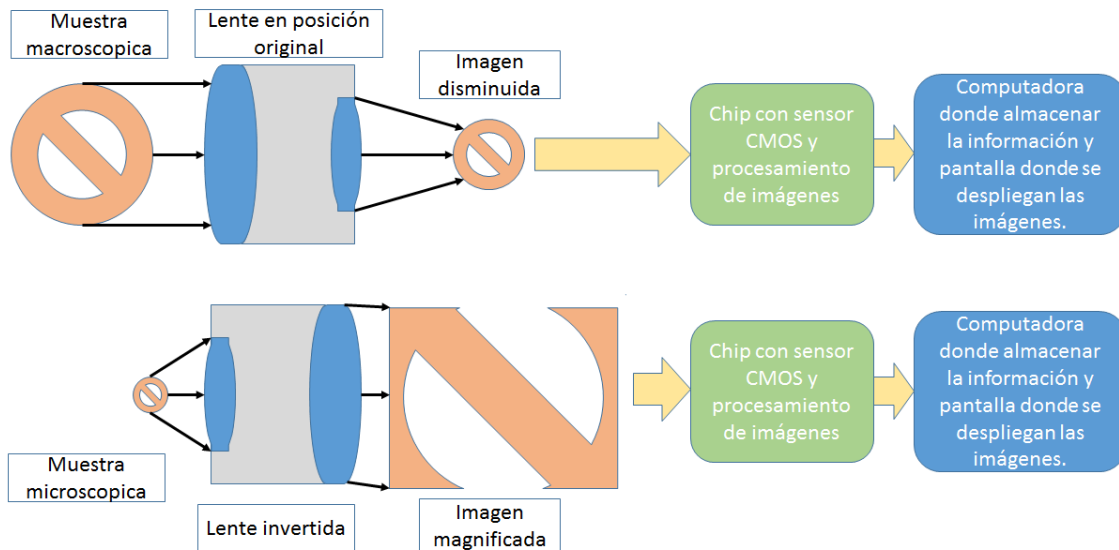 Muestra
macroscopica
Lente en posición
original
Imagen
disminuida
Chip con sensor
CMOS y
procesamiento
de imágenes
Computadora
donde almacenar
la información y
pantalla donde se
despliegan las
imágenes.
Muestra
microscopica
Lente invertida
Imagen
magnificada
Chip con sensor
CMOS y
procesamiento
de imágenes
Computadora
donde almacenar
la información y
pantalla donde se
despliegan las
imágenes.